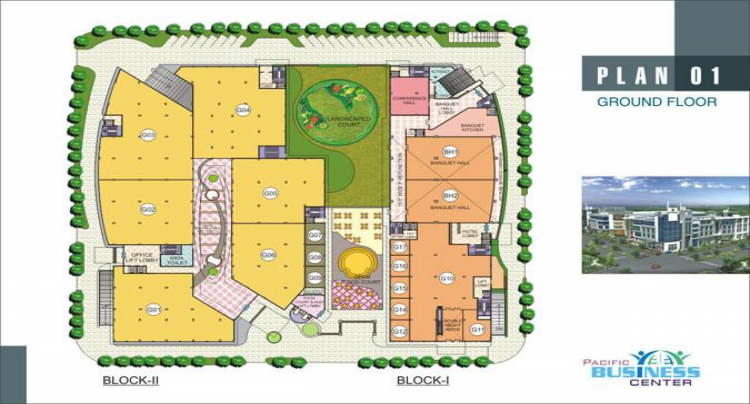 PLAN 01
GROUND FLOOR
G03
G04
G02
G05
G06
G01
OFFICE
LIFT LOBBY
GEN.
TOILET
LANDSCAPED
COURT
G07
G08
G09
FOOD COURT
CONFERENCE
HALL
BANQUET
HALL
LOBBY
BANQUET
KITCHEN
BH1
BANQUET HALL
BH2
BANQUET HALL
HOTEL
LOBBY
G17
G16
G15
G14
G12
G10
LIFT
LOBBY
DOUBLE
HEIGHT
ABOVE
G11
BLOCK-II
BLOCK-I
PACIFIC
BUSINESS
CENTER